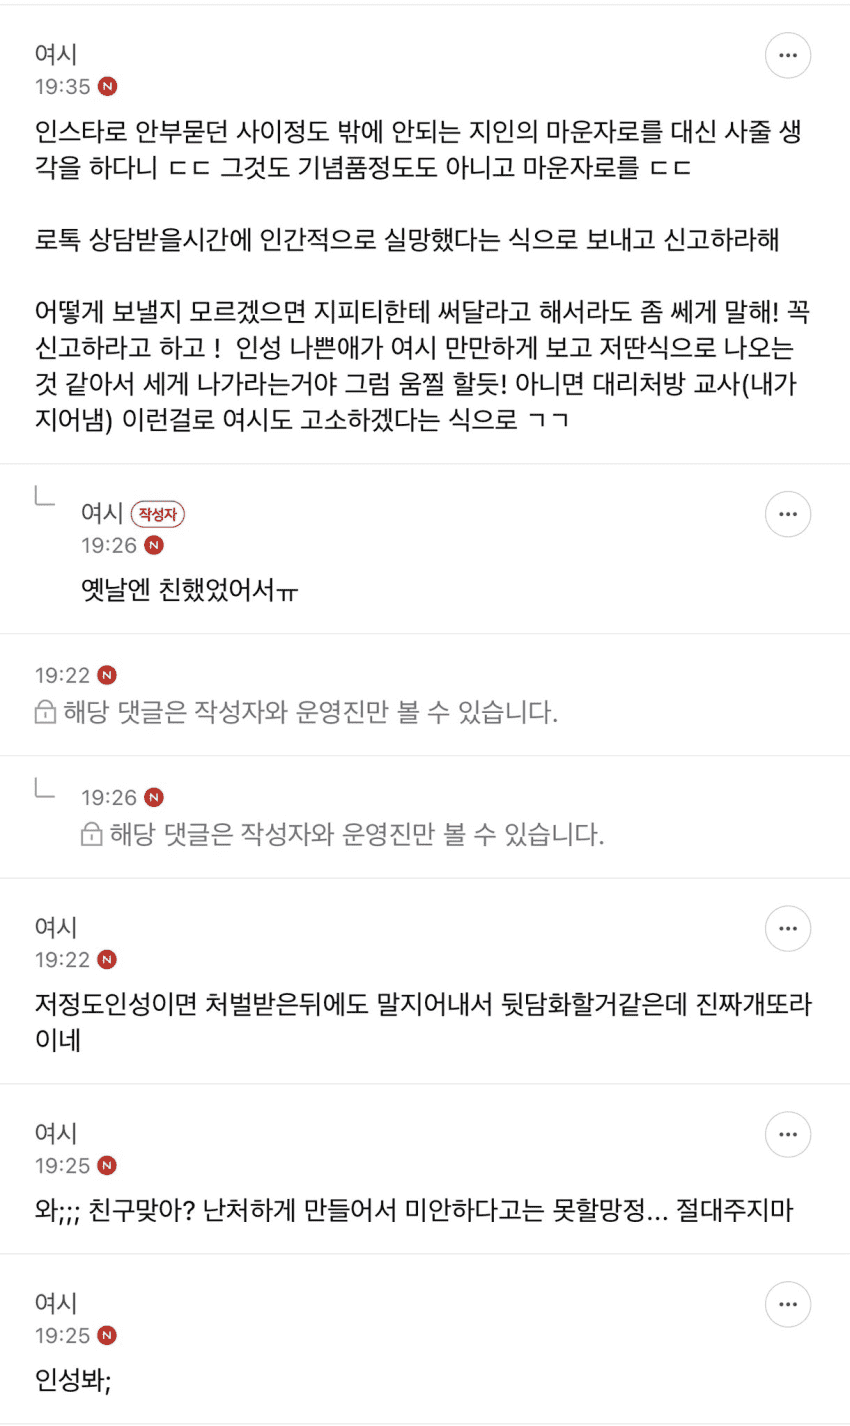 여시
19:35 N
인스타로 안부묻던 사이정도 밖에 안되는 지인의 마운자로를 대신 사줄 생
각을 하다니 ㄷㄷ 그것도 기념품정도도 아니고 마운자로를 ㄷㄷ
로톡 상담받을시간에 인간적으로 실망했다는 식으로 보내고 신고하라해
어떻게 보낼지 모르겠으면 지피티한테 써달라고 해서라도 좀 쎄게 말해! 꼭
신고하라고 하고 ! 인성 나쁜애가 여시 만만하게 보고 저딴식으로 나오는
것 같아서 세게 나가라는거야 그럼 움찔 할듯! 아니면 대리처방 교사(내가
지어냄) 이런걸로 여시도 고소하겠다는 식으로 ㄱㄱ
여시 작성자
19:26 N
옛날엔 친했었어서ㅠ
19:22 N
해당 댓글은 작성자와 운영진만 볼 수 있습니다.
19:26 N
해당 댓글은 작성자와 운영진만 볼 수 있습니다.
여시
19:22 N
저정도인성이면 처벌받은뒤에도 말지어내서 뒷담화할거같은데 진짜개또라
이네
여시
19:25 N
와;;; 친구맞아? 난처하게 만들어서 미안하다고는 못할망정... 절대주지마
여시
19:25 N
인성봐;